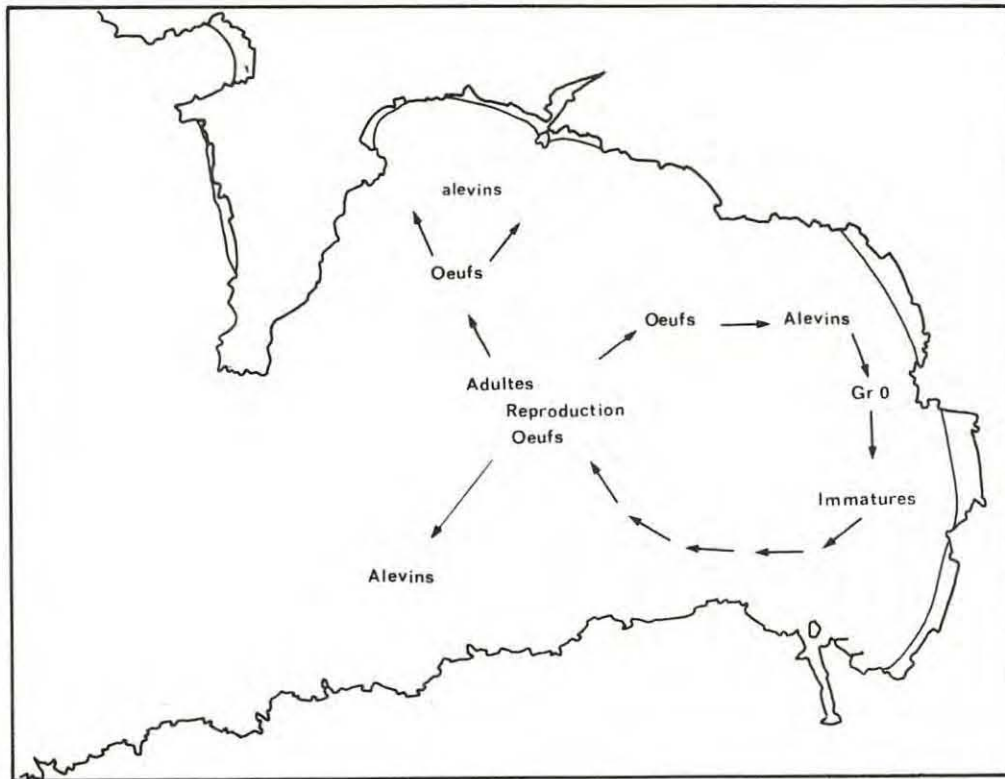 alevins
Oeufs
Oeufs
Alevins
Adultes
Reproduction
Oeufs
Gr 0
Immatures
Alevins